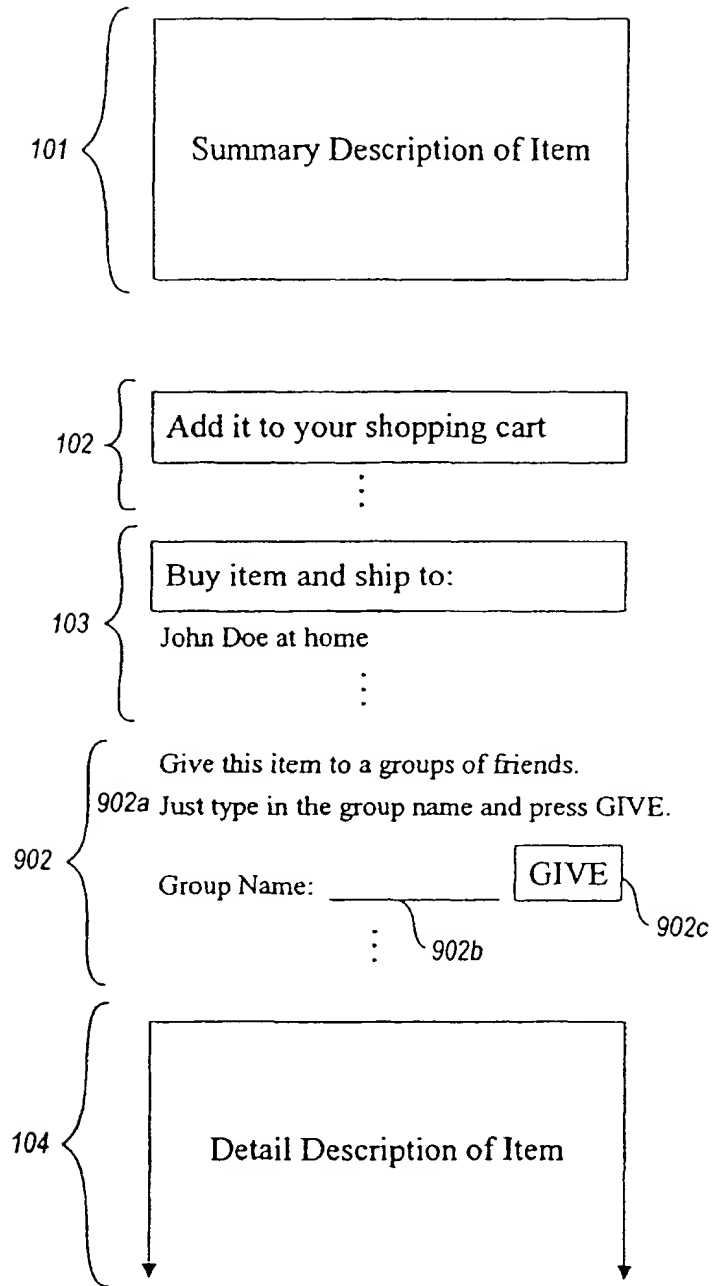 101
Summary Description of Item
102
Add it to your shopping cart
103
Buy item and ship to:
John Doe at home
902
Give this item to a groups of friends.
902a Just type in the group name and press GIVE.
Group Name:
GIVE
902b
902c
104
Detail Description of Item